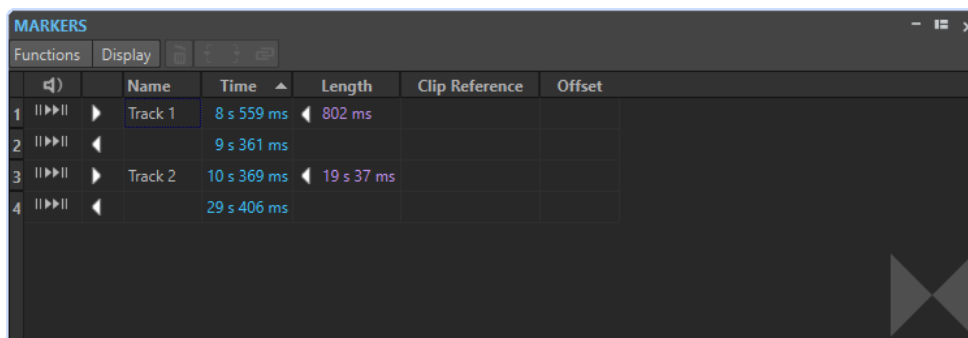 MARKERS
Functions Display
Name Time Length Clip Reference Offset
1 Track 1 8 s 559 ms 802 ms
2 9 s 361 ms
3 Track 2 10 s 369 ms 19 s 37 ms
4 29 s 406 ms